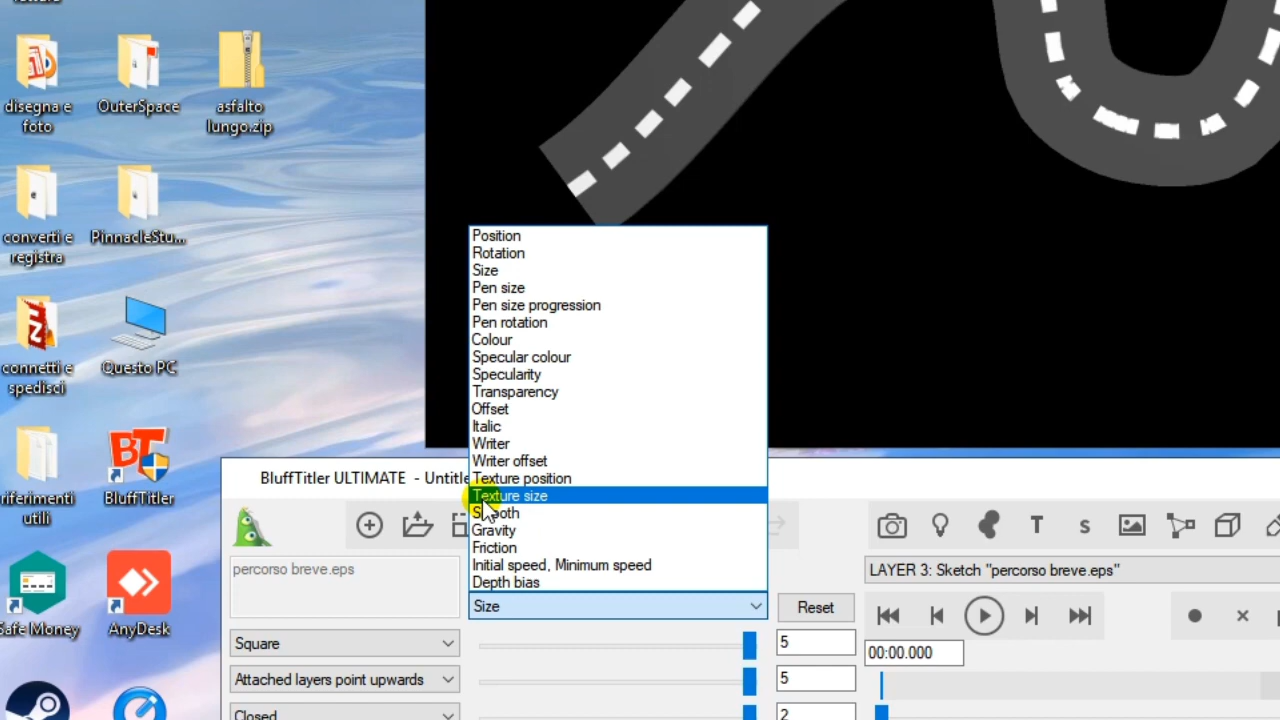 disegna e
foto
OuterSpace
asfalto
lungo.zip
converti e
registra
PinnacleStu...
connetti e
spedisci
Questo PC
riferimenti
utili
BluffTitler
Safe Money
AnyDesk
Position
Rotation
Size
Pen size
Pen size progression
Pen rotation
Colour
Specular colour
Specularity
Transparency
Offset
Italic
Writer
Writer offset
Texture position
Texture size
Smooth
Gravity
Friction
Initial speed, Minimum speed
Depth bias
BluffTitler ULTIMATE - Untitle
percorso breve.eps
LAYER 3: Sketch "percorso breve.eps"
Size
Reset
Square
5
00:00.000
Attached layers point upwards
5
Closed
2